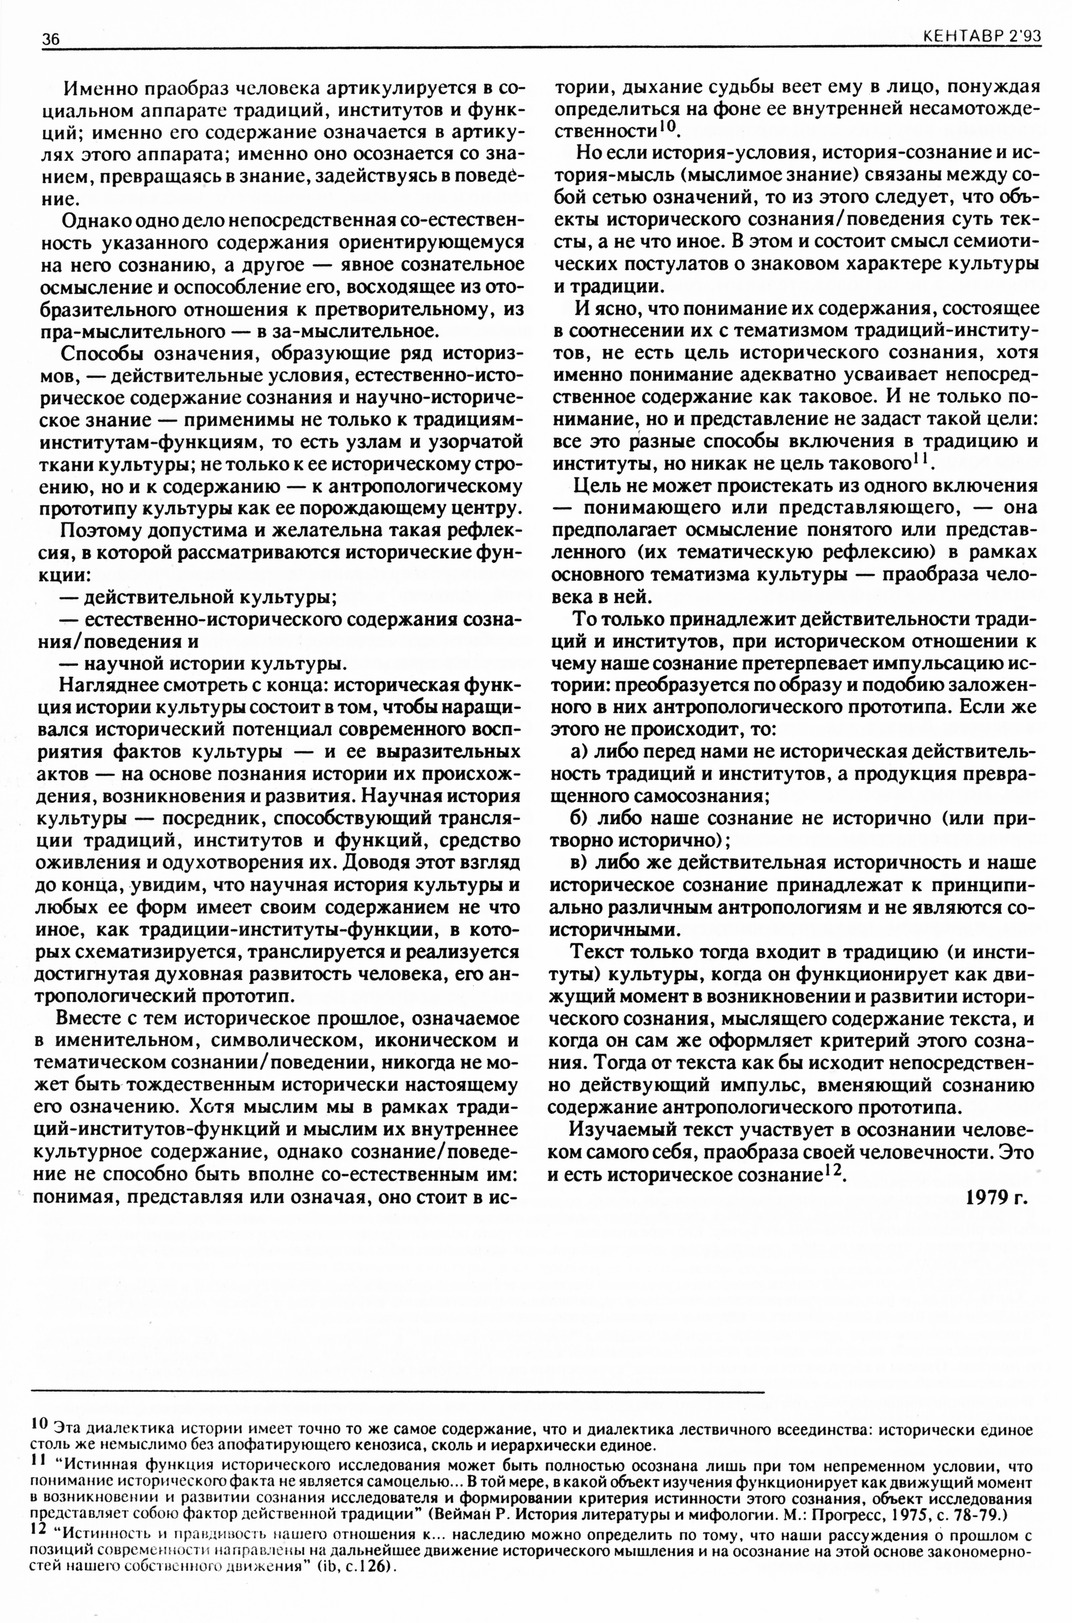 36
КЕНТАВР 2'93
Именно праобраз человека артикулируется в со-
циальном аппарате традиций, институтов и функ-
ций; именно его содержание означается в артику-
лях этого аппарата; именно оно осознается со зна-
нием, превращаясь в знание, задействуясь в поведе-
ние.
Однако одно дело непосредственная со-естествен-
ность указанного содержания ориентирующемуся
на него сознанию, а другое — явное сознательное
осмысление и оспособление его, восходящее из ото-
бразительного отношения к претворительному, из
пра-мыслительного — в за-мыслительное.
Способы означения, образующие ряд историз-
мов, — действительные условия, естественно-исто-
рическое содержание сознания и научно-историче-
ское знание — применимы не только к традициям-
институтам-функциям, то есть узлам и узорчатой
ткани культуры; не только к ее историческому стро-
ению, но и к содержанию — к антропологическому
прототипу культуры как ее порождающему центру.
Поэтому допустима и желательна такая рефлек-
сия, в которой рассматриваются исторические фун-
кции:
— действительной культуры;
— естественно-исторического содержания созна-
ния/поведения и
— научной истории культуры.
Нагляднее смотреть с конца: историческая функ-
ция истории культуры состоит в том, чтобы наращи-
вался исторический потенциал современного восп-
риятия фактов культуры — и ее выразительных
актов — на основе познания истории их происхож-
дения, возникновения и развития. Научная история
культуры — посредник, способствующий трансля-
ции традиций, институтов и функций, средство
оживления и одухотворения их. Доводя этот взгляд
до конца, увидим, что научная история культуры и
любых ее форм имеет своим содержанием не что
иное, как традиции-институты-функции, в кото-
рых схематизируется, транслируется и реализуется
достигнутая духовная развитость человека, его ан-
тропологический прототип.
Вместе с тем историческое прошлое, означаемое
в именительном, символическом, иконическом и
тематическом сознании/поведении, никогда не мо-
жет быть тождественным исторически настоящему
его означению. Хотя мыслим мы в рамках тради-
ций-институтов-функций и мыслим их внутреннее
культурное содержание, однако сознание/поведе-
ние не способно быть вполне со-естественным им:
понимая, представляя или означая, оно стоит в ис-
тории, дыхание судьбы веет ему в лицо, понуждая
определиться на фоне ее внутренней несамотожде-
ственности10.
Но если история-условия, история-сознание и ис-
тория-мысль (мыслимое знание) связаны между со-
бой сетью означений, то из этого следует, что объ-
екты исторического сознания/поведения суть тек-
сты, а не что иное. В этом и состоит смысл семиоти-
ческих постулатов о знаковом характере культуры
и традиции.
И ясно, что понимание их содержания, состоящее
в соотнесении их с тематизмом традиций-институ-
тов, не есть цель исторического сознания, хотя
именно понимание адекватно усваивает непосред-
ственное содержание как таковое. И не только по-
нимание, но и представление не задаст такой цели:
все это разные способы включения в традицию и
институты, но никак не цель такового11.
Цель не может проистекать из одного включения
— понимающего или представляющего, — она
предполагает осмысление понятого или представ-
ленного (их тематическую рефлексию) в рамках
основного тематизма культуры — праобраза чело-
века в ней.
То только принадлежит действительности тради-
ций и институтов, при историческом отношении к
чему наше сознание претерпевает импульсацию ис-
тории: преобразуется по образу и подобию заложен-
ного в них антропологического прототипа. Если же
этого не происходит, то:
а) либо перед нами не историческая действитель-
ность традиций и институтов, а продукция превра-
щенного самосознания;
б) либо наше сознание не исторично (или при-
творно исторично);
в) либо же действительная историчность и наше
историческое сознание принадлежат к принципи-
ально различным антропологиям и не являются со-
историчными.
Текст только тогда входит в традицию (и инсти-
туты) культуры, когда он функционирует как дви-
жущий момент в возникновении и развитии истори-
ческого сознания, мыслящего содержание текста, и
когда он сам же оформляет критерий этого созна-
ния. Тогда от текста как бы исходит непосредствен-
но действующий импульс, вменяющий сознанию
содержание антропологического прототипа.
Изучаемый текст участвует в осознании челове-
ком самого себя, праобраза своей человечности. Это
и есть историческое сознание12.
1979 г.
10 Эта диалектика истории имеет точно то же самое содержание, что и диалектика лествичного всеединства: исторически единое
столь же немыслимо без апофатирующего кенозиса, сколь и иерархически единое.
11 "Истинная функция исторического исследования может быть полностью осознана лишь при том непременном условии, что
понимание исторического факта не является самоцелью... В той мере, в какой объект изучения функционирует как движущий момент
в возникновении и развитии сознания исследователя и формировании критерия истинности этого сознания, объект исследования
представляет собою фактор действенной традиции" (Вейман Р. История литературы и мифологии. М.: Прогресс, 1975, с. 78-79.)
12 "Истинность и правдивость нашего отношения к... наследию можно определить по тому, что наши рассуждения о прошлом с
позиций современности направлены на дальнейшее движение исторического мышления и на осознание на этой основе закономерно-
стей нашего собственного движения" (ib, с.126).